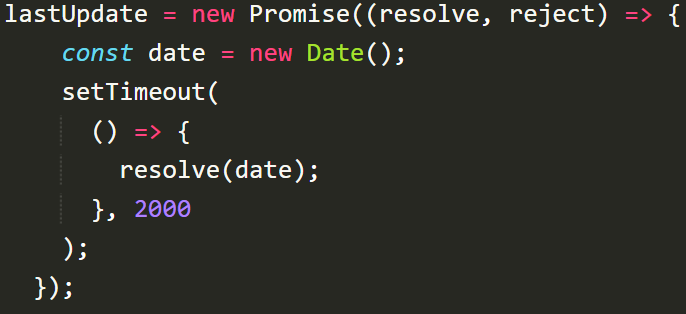 lastUpdate = new Promise((resolve, reject) => {
    const date = new Date();
    setTimeout(
      () => {
        resolve(date);
      }, 2000
    );
  });